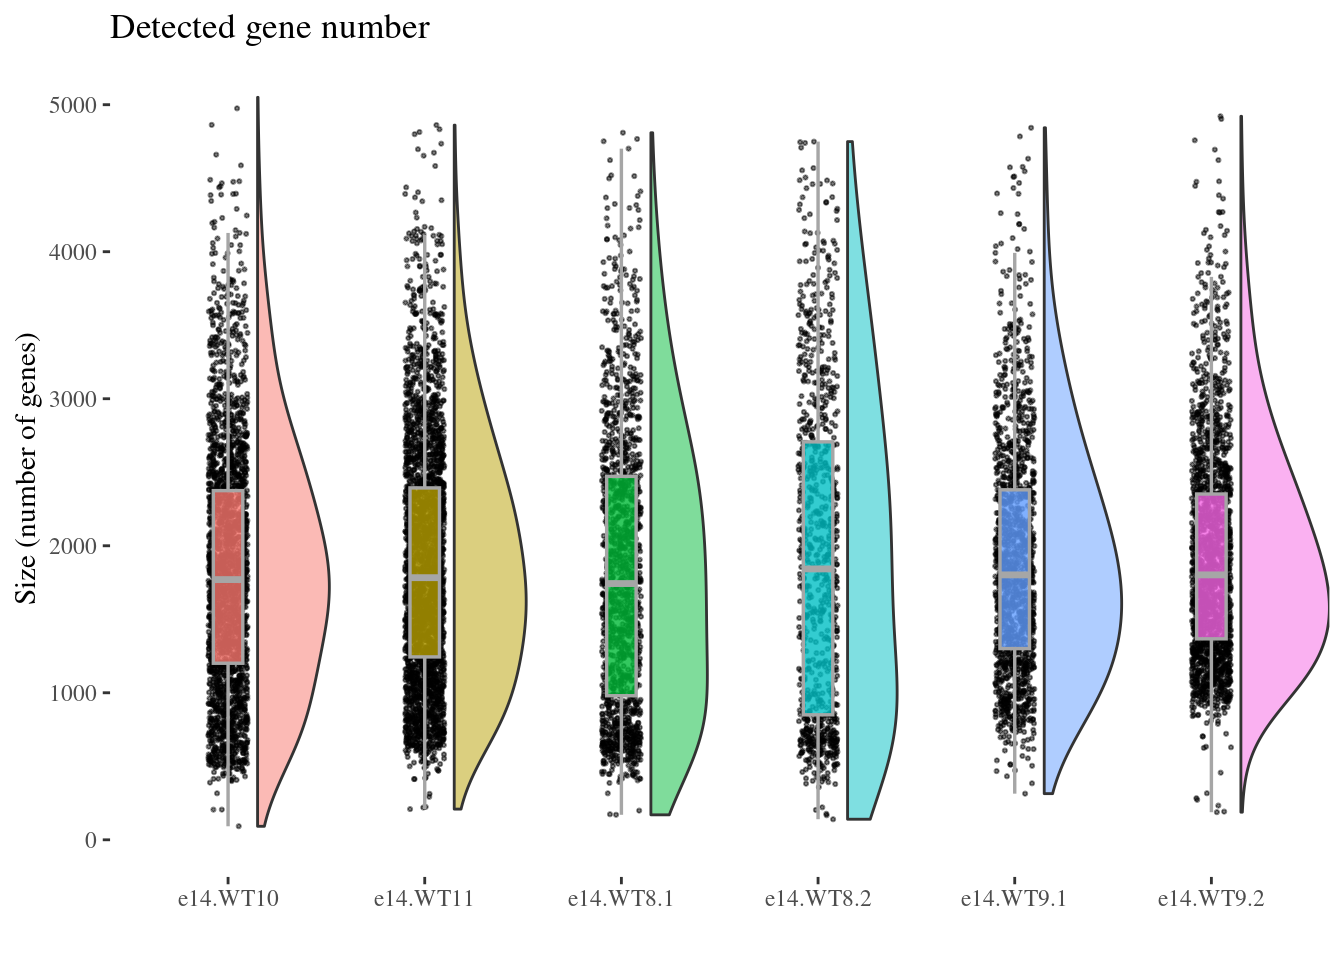 Detected gene number
Size (number of genes)
5000
4000
3000
2000
1000
0
e14.WT10 e14.WT11 e14.WT8.1 e14.WT8.2 e14.WT9.1 e14.WT9.2